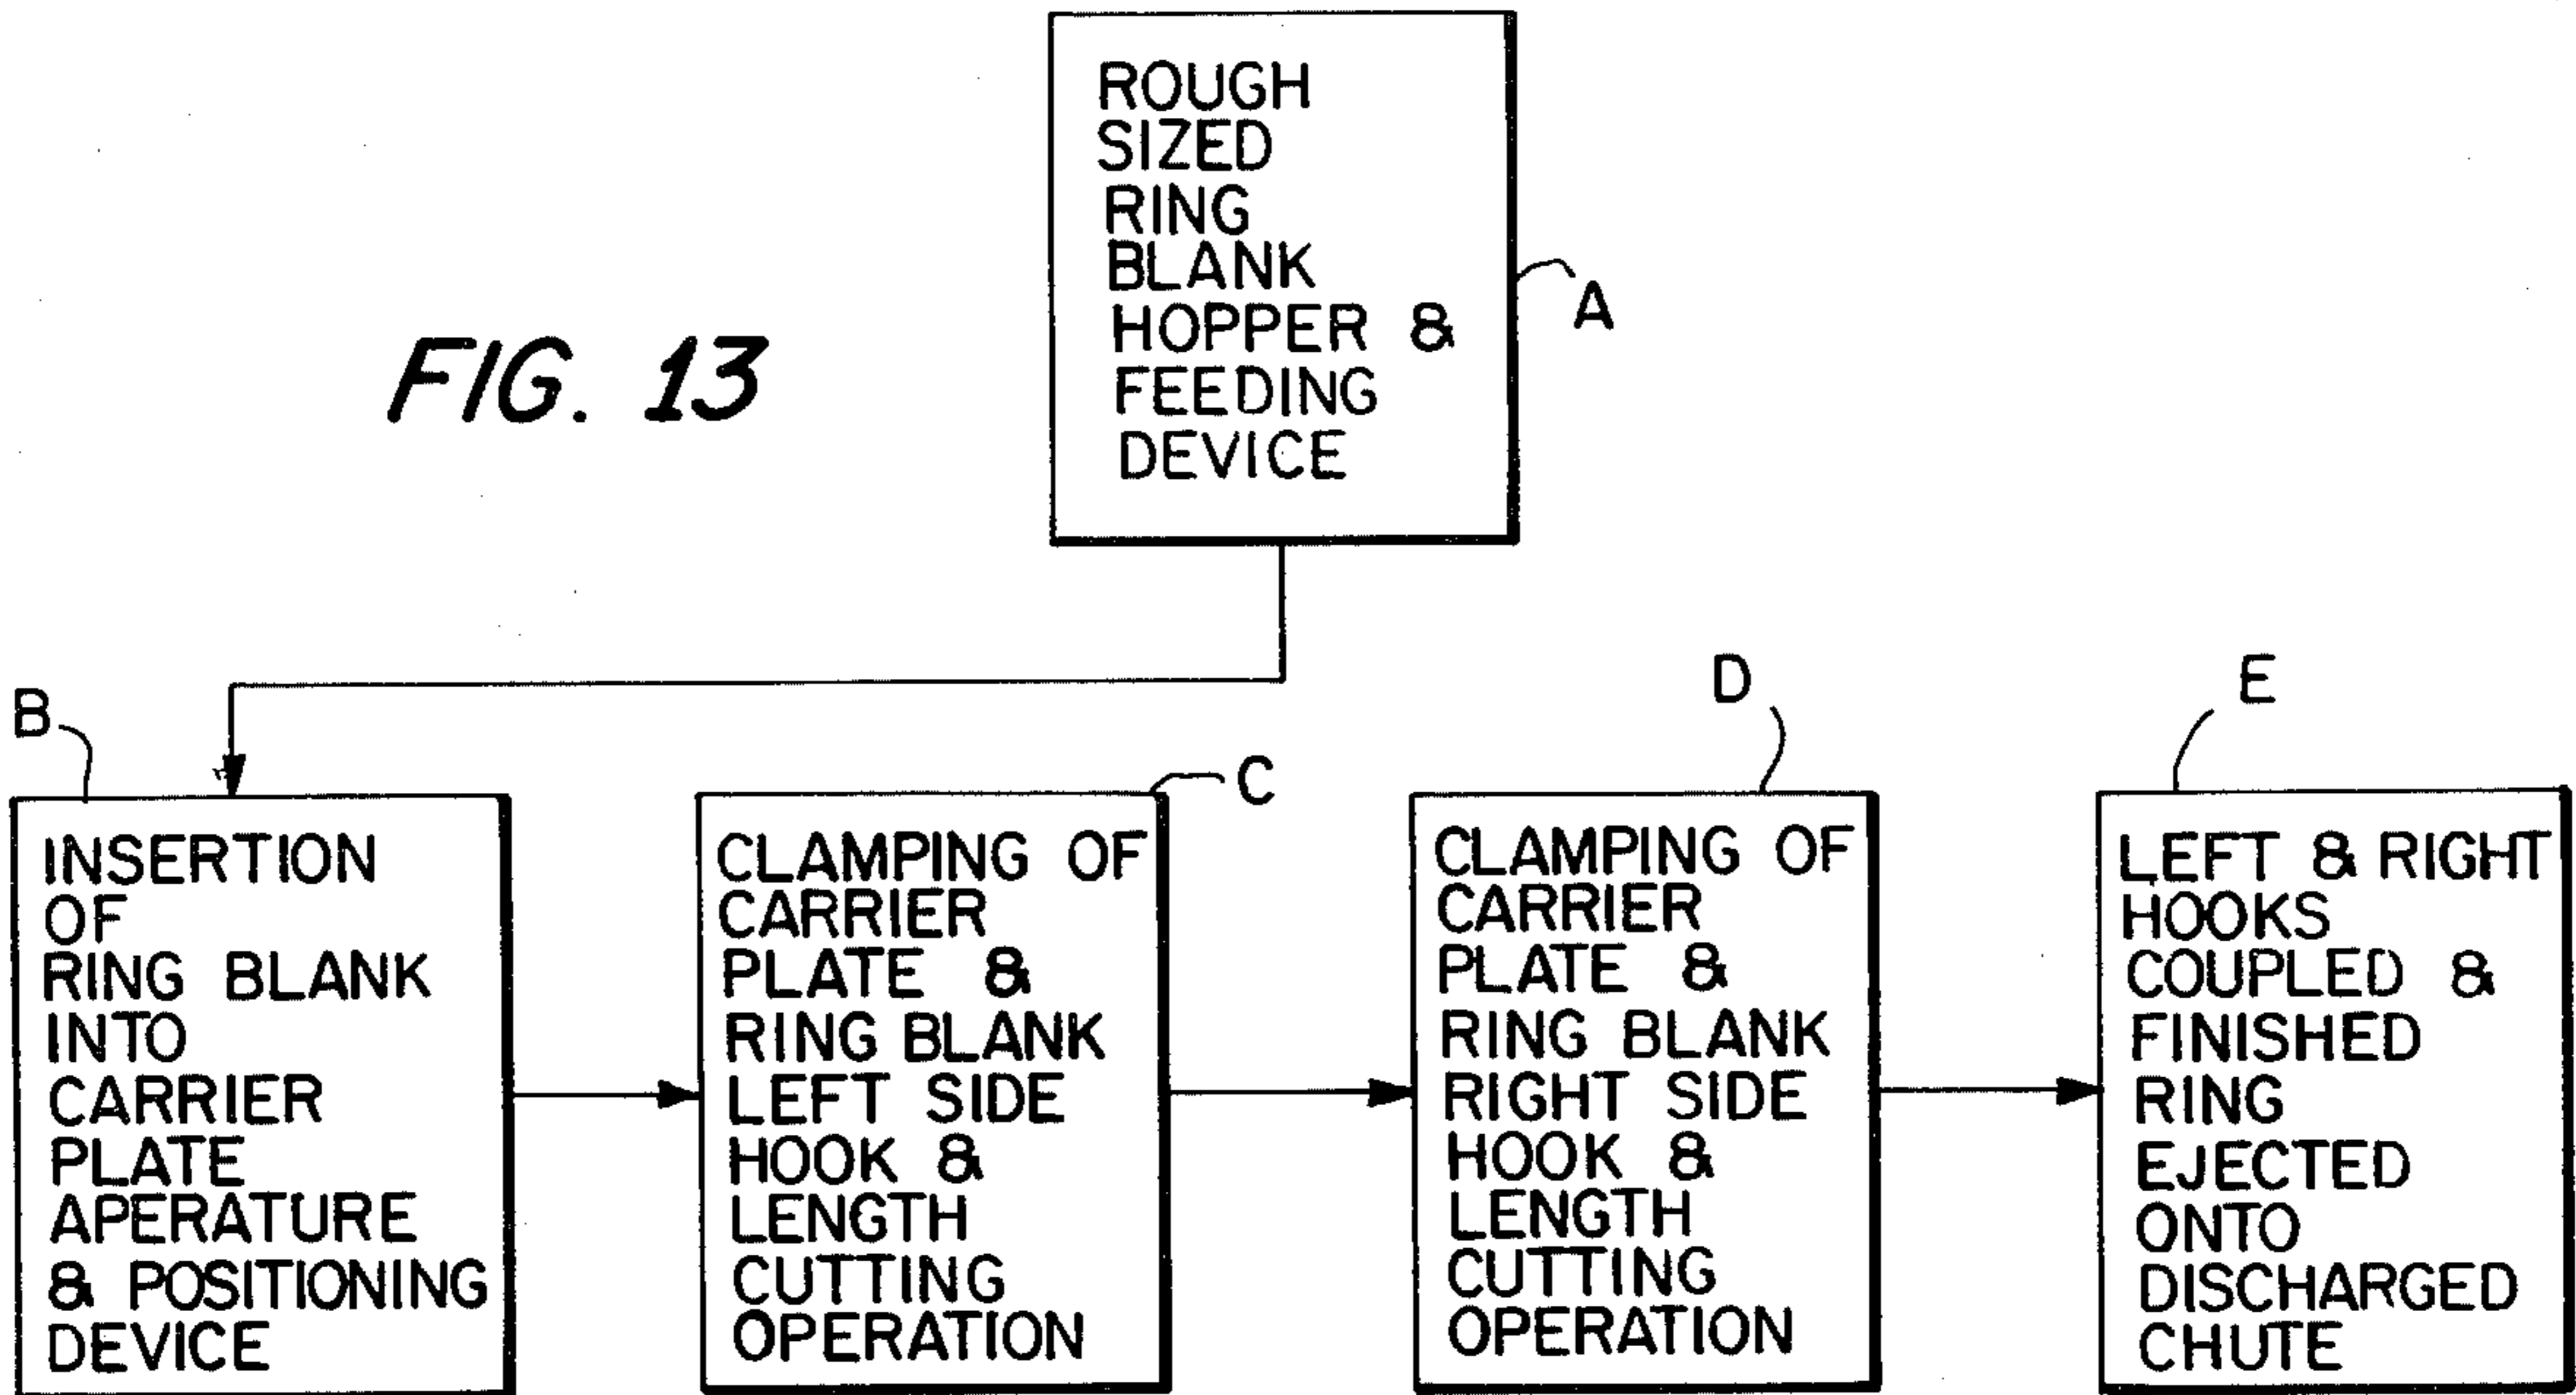 FIG. 13
ROUGH
SIZED
RING
BLANK
HOPPER &
FEEDING
DEVICE
A
B
INSERTION
OF
RING BLANK
INTO
CARRIER
PLATE
APERATURE
& POSITIONING
DEVICE
C
CLAMPING OF
CARRIER
PLATE &
RING BLANK
LEFT SIDE
HOOK &
LENGTH
CUTTING
OPERATION
D
CLAMPING OF
CARRIER
PLATE &
RING BLANK
RIGHT SIDE
HOOK &
LENGTH
CUTTING
OPERATION
E
LEFT & RIGHT
HOOKS
COUPLED &
FINISHED
RING
EJECTED
ONTO
DISCHARGED
CHUTE